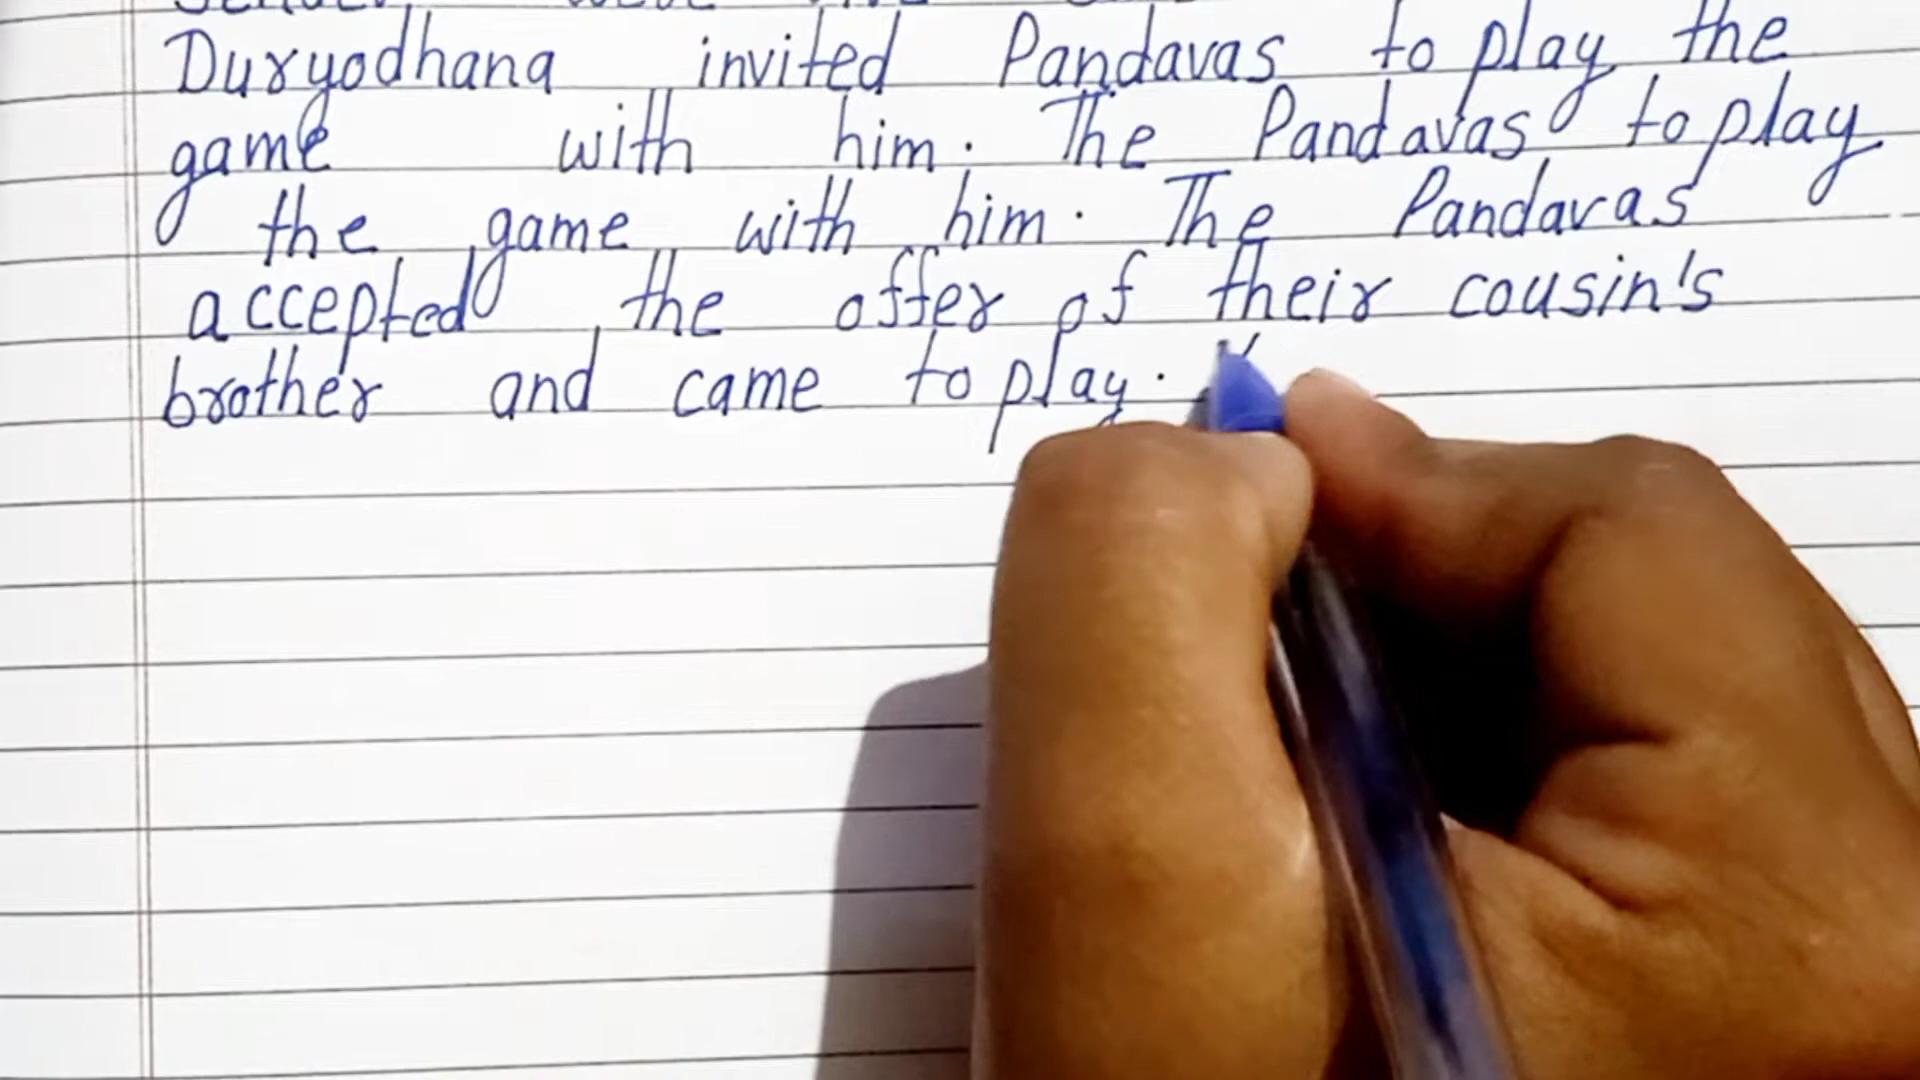 Duryodhana invited Pandavas to play the
game with him. The Pandavas to play
the game with him. The Pandavas
accepted the offer of their cousin's
brother and came to play.